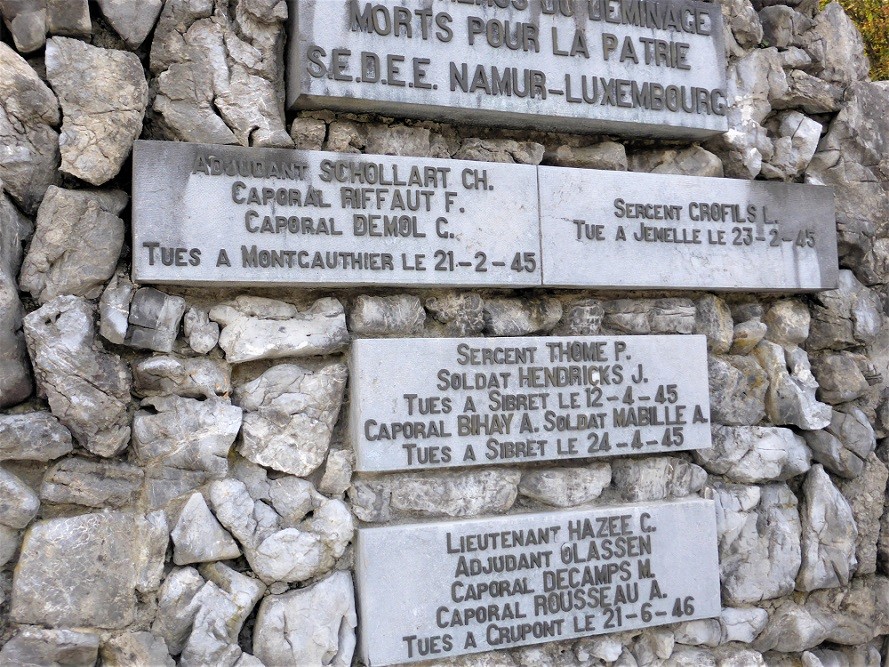 DU DEMINAGE
MORTS POUR LA PATRIE
S.E.D.E.E. NAMUR-LUXEMBOURG
ADJUDANT SCHOLLART CH.
CAPORAL RIFFAUT F.
CAPORAL DEMOL G.
TUES A MONTGAUTHIER LE 21-2-45
SERGENT CROFILS L.
TUE A JENELLE LE 23-2-45
SERGENT THOME P.
SOLDAT HENDRICKS J.
TUES A SIBRET LE 12-4-45
CAPORAL BIHAY A. SOLDAT MABILLE A.
TUES A SIBRET LE 24-4-45
LIEUTENANT HAZEE C.
ADJUDANT OLASSEN
CAPORAL DECAMPS M.
CAPORAL ROUSSEAU A.
TUES A CRUPONT LE 21-6-46